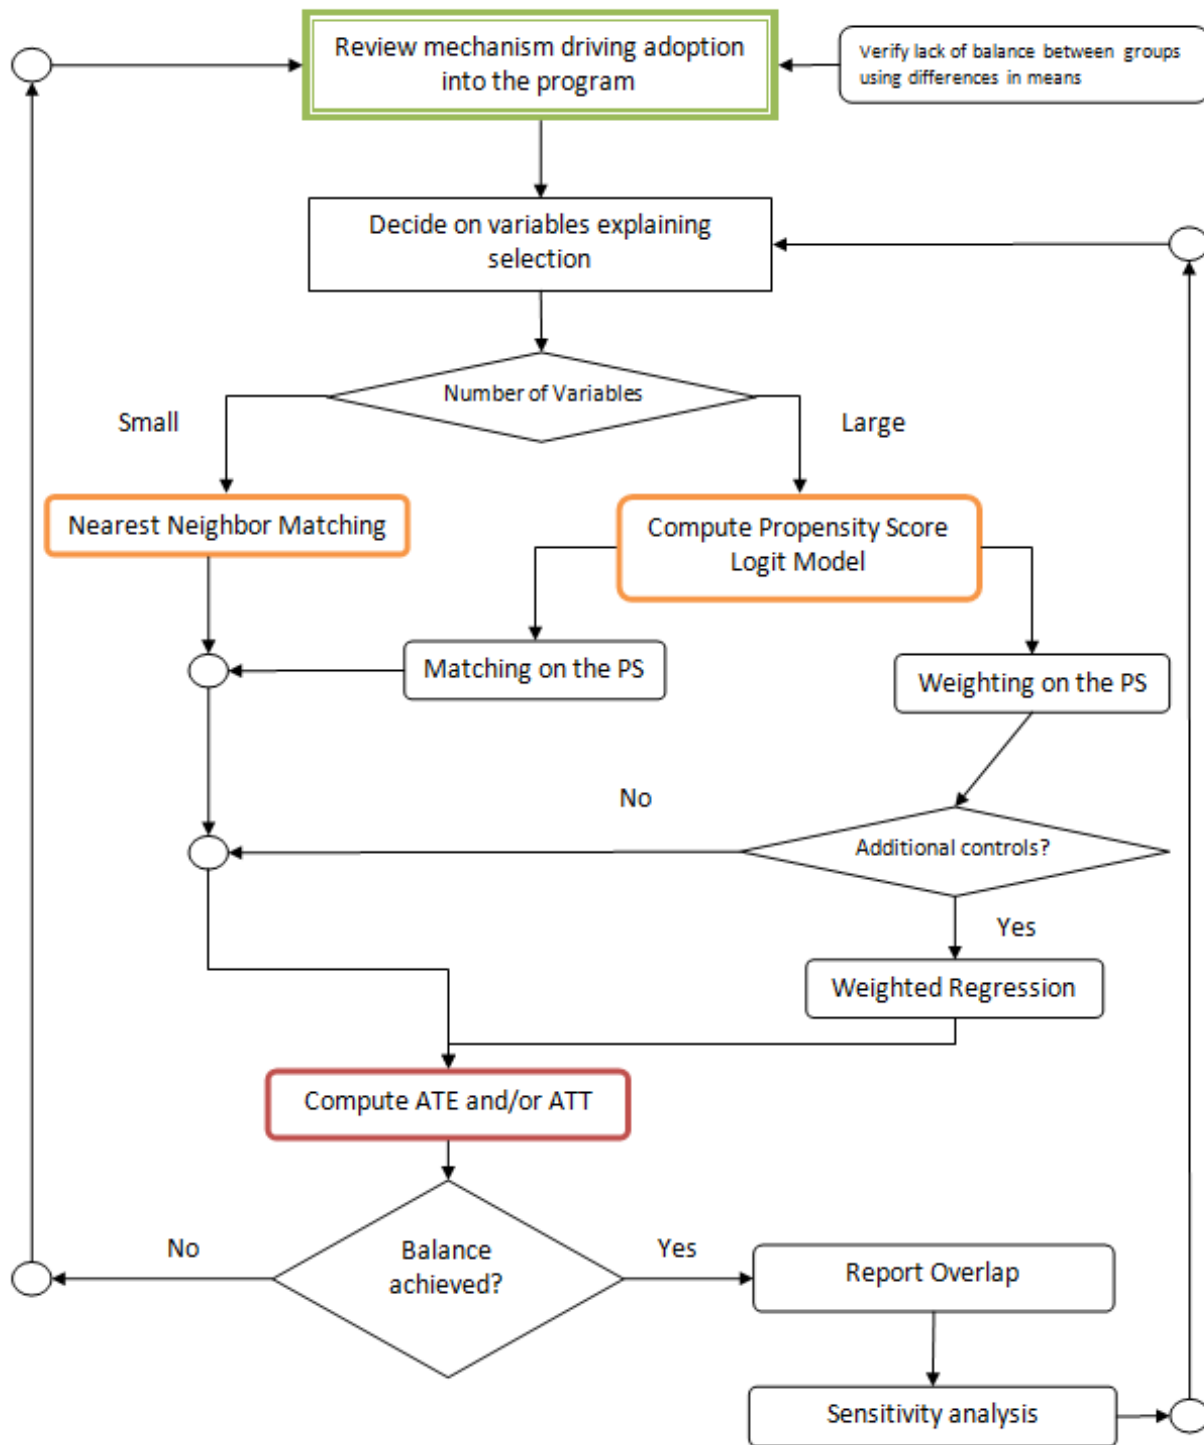 Review mechanism driving adoption
into the program
Verify lack of balance between groups
using differences in means
Decide on variables explaining
selection
Number of Variables
Small
Large
Nearest Neighbor Matching
Compute Propensity Score
Logit Model
Matching on the PS
Weighting on the PS
No
Additional controls?
Yes
Weighted Regression
Compute ATE and/or ATT
No
Balance
achieved?
Yes
Report Overlap
Sensitivity analysis